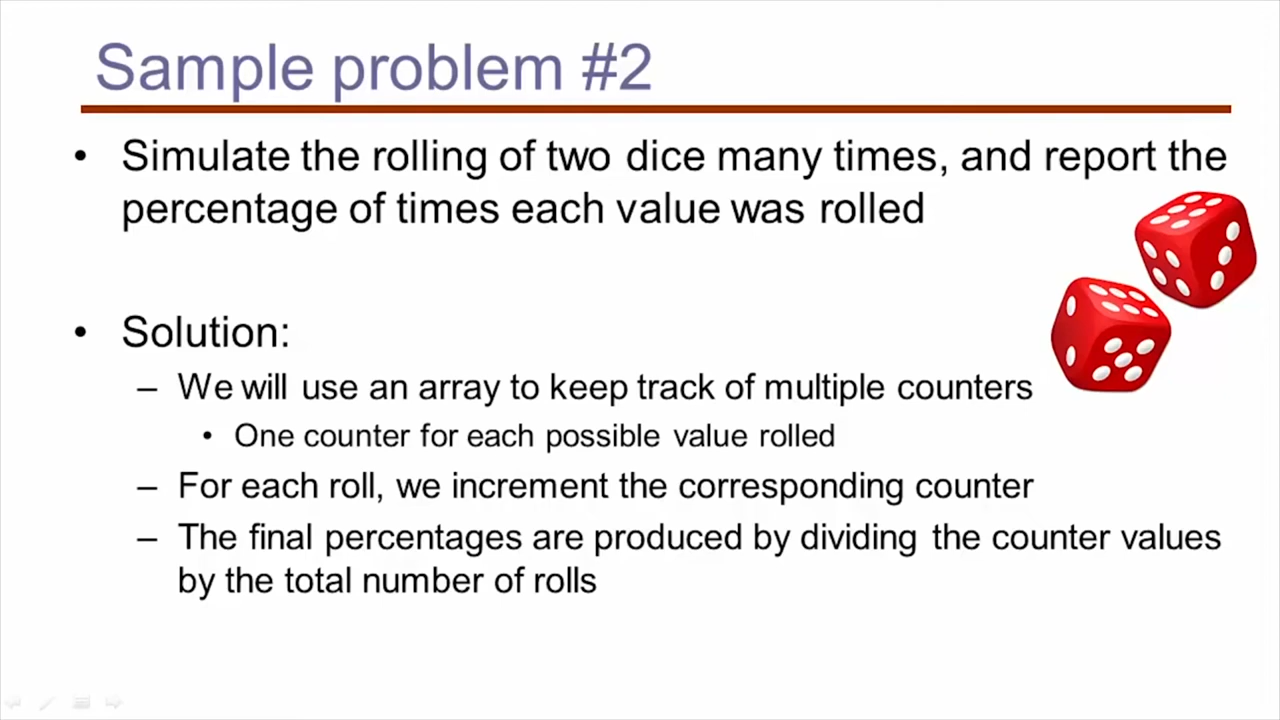 Sample problem #2
• Simulate the rolling of two dice many times, and report the
percentage of times each value was rolled
• Solution:
– We will use an array to keep track of multiple counters
• One counter for each possible value rolled
– For each roll, we increment the corresponding counter
– The final percentages are produced by dividing the counter values
by the total number of rolls